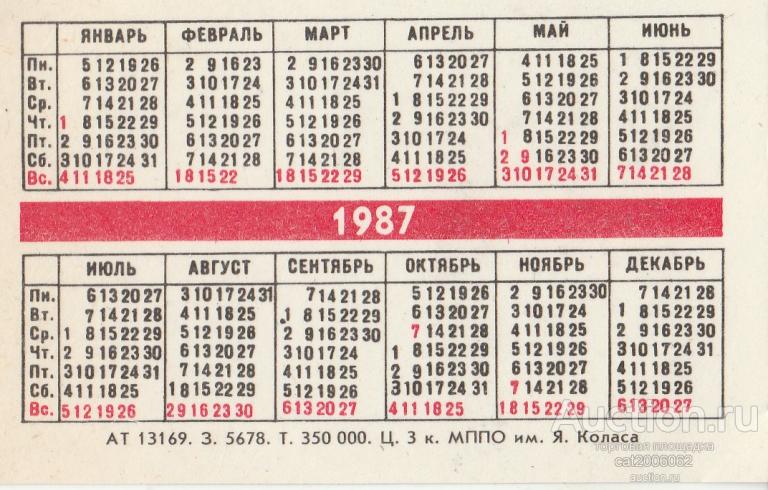 ЯНВАРЬ ФЕВРАЛЬ МАРТ АПРЕЛЬ МАЙ ИЮНЬ
Пн. 5 12 19 26 2 9 16 23 2 9 16 23 30 6 13 20 27 4 11 18 25 1 8 15 22 29
Вт. 6 13 20 27 3 10 17 24 3 10 17 24 31 7 14 21 28 5 12 19 26 2 9 16 23 30
Ср. 7 14 21 28 4 11 18 25 4 11 18 25 1 8 15 22 29 6 13 20 27 3 10 17 24
Чт. 1 8 15 22 29 5 12 19 26 5 12 19 26 2 9 16 23 30 7 14 21 28 4 11 18 25
Пт. 2 9 16 23 30 6 13 20 27 6 13 20 27 3 10 17 24 1 8 15 22 29 5 12 19 26
Сб. 3 10 17 24 31 7 14 21 28 7 14 21 28 4 11 18 25 2 9 16 23 30 6 13 20 27
Вс. 4 11 18 25 1 8 15 22 1 8 15 22 29 5 12 19 26 3 10 17 24 31 7 14 21 28
1987
ИЮЛЬ АВГУСТ СЕНТЯБРЬ ОКТЯБРЬ НОЯБРЬ ДЕКАБРЬ
Пн. 6 13 20 27 3 10 17 24 31 7 14 21 28 5 12 19 26 2 9 16 23 30 7 14 21 28
Вт. 7 14 21 28 4 11 18 25 1 8 15 22 29 6 13 20 27 3 10 17 24 1 8 15 22 29
Ср. 1 8 15 22 29 5 12 19 26 2 9 16 23 30 7 14 21 28 4 11 18 25 2 9 16 23 30
Чт. 2 9 16 23 30 6 13 20 27 3 10 17 24 1 8 15 22 29 5 12 19 26 3 10 17 24 31
Пт. 3 10 17 24 31 7 14 21 28 4 11 18 25 2 9 16 23 30 6 13 20 27 4 11 18 25
Сб. 4 11 18 25 1 8 15 22 29 5 12 19 26 3 10 17 24 31 7 14 21 28 5 12 19 26
Вс. 5 12 19 26 2 9 16 23 30 6 13 20 27 4 11 18 25 1 8 15 22 29 6 13 20 27
АТ 13169. З. 5678. Т. 350 000. Ц. 3 к. МППО им. Я. Коласа
Auction.ru
торговая площадка
cat2006062
auction.ru